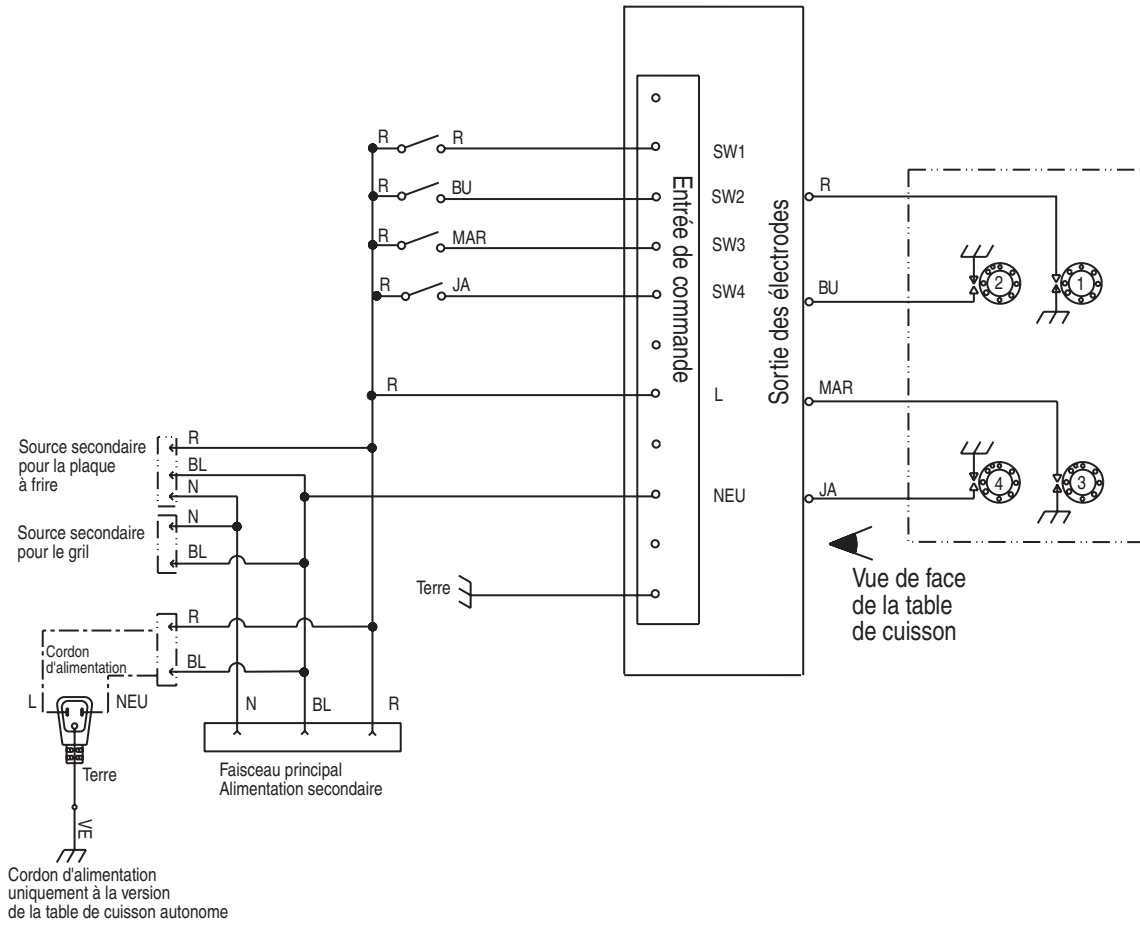 R
R
SW1
R
BU
SW2
R
MAR
SW3
R
JA
SW4
Entrée de commande
Sortie des électrodes
R
BU
MAR
JA
2
1
4
3
R
L
NEU
Source secondaire
pour la plaque
à frire
R
BL
N
Source secondaire
pour le gril
N
BL
Terre
Vue de face
de la table
de cuisson
R
BL
Cordon
d'alimentation
L
NEU
N
BL
R
Faisceau principal
Alimentation secondaire
Terre
VE
Cordon d'alimentation
uniquement à la version
de la table de cuisson autonome